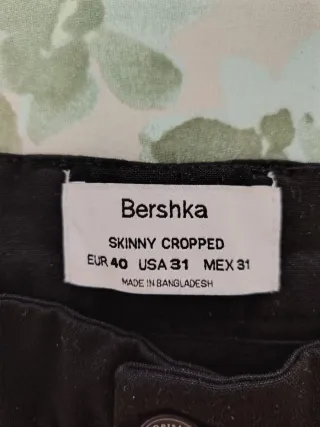 Bershka
SKINNY CROPPED
EUR 40 USA 31 MEX 31
MADE IN BANGLADESH